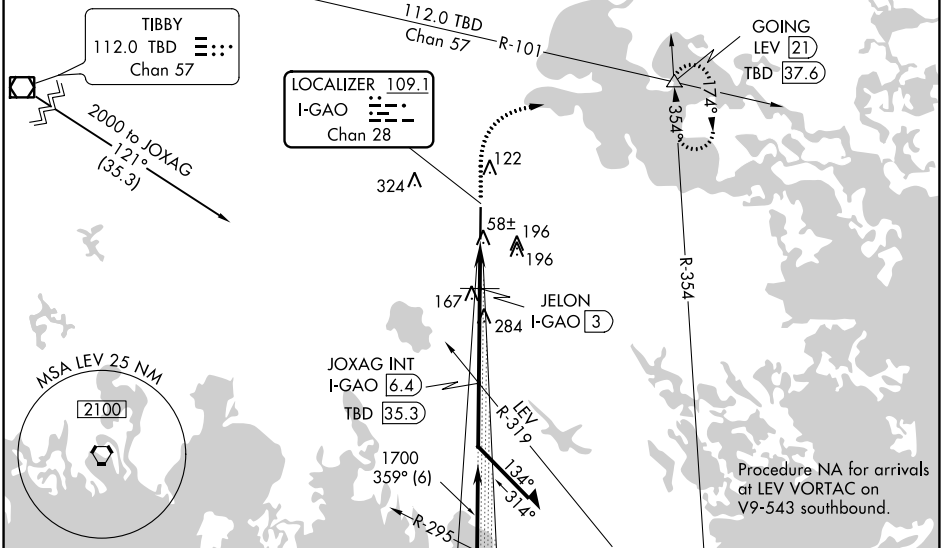 TIBBY
112.0 TBD
Chan 57
112.0 TBD
Chan 57
R-101
GOING
LEV 21
TBD 37.6
LOCALIZER 109.1
I-GAO
Chan 28
2000 to JOXAG
121°
(35.3)
174°
354°
122
324
58± 196
196
R-354
JELON
I-GAO 3
167
284
JOXAG INT
I-GAO 6.4
TBD 35.3
MSA LEV 25 NM
2100
LEV
R-319
1700
359° (6)
134°
314°
R-295
Procedure NA for arrivals
at LEV VORTAC on
V9-543 southbound.